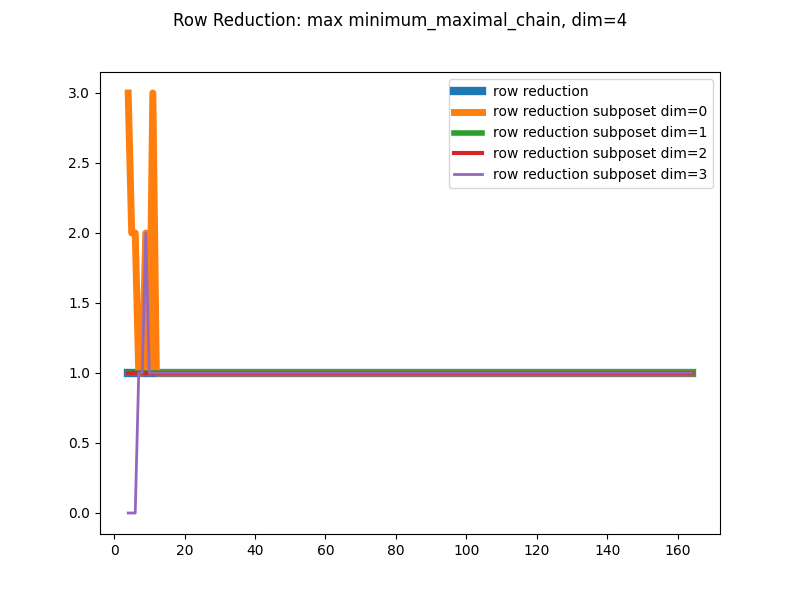 Row Reduction: max minimum_maximal_chain, dim=4
row reduction
row reduction subposet dim=0
row reduction subposet dim=1
row reduction subposet dim=2
row reduction subposet dim=3
3.0
2.5
2.0
1.5
1.0
0.5
0.0
0 20 40 60 80 100 120 140 160